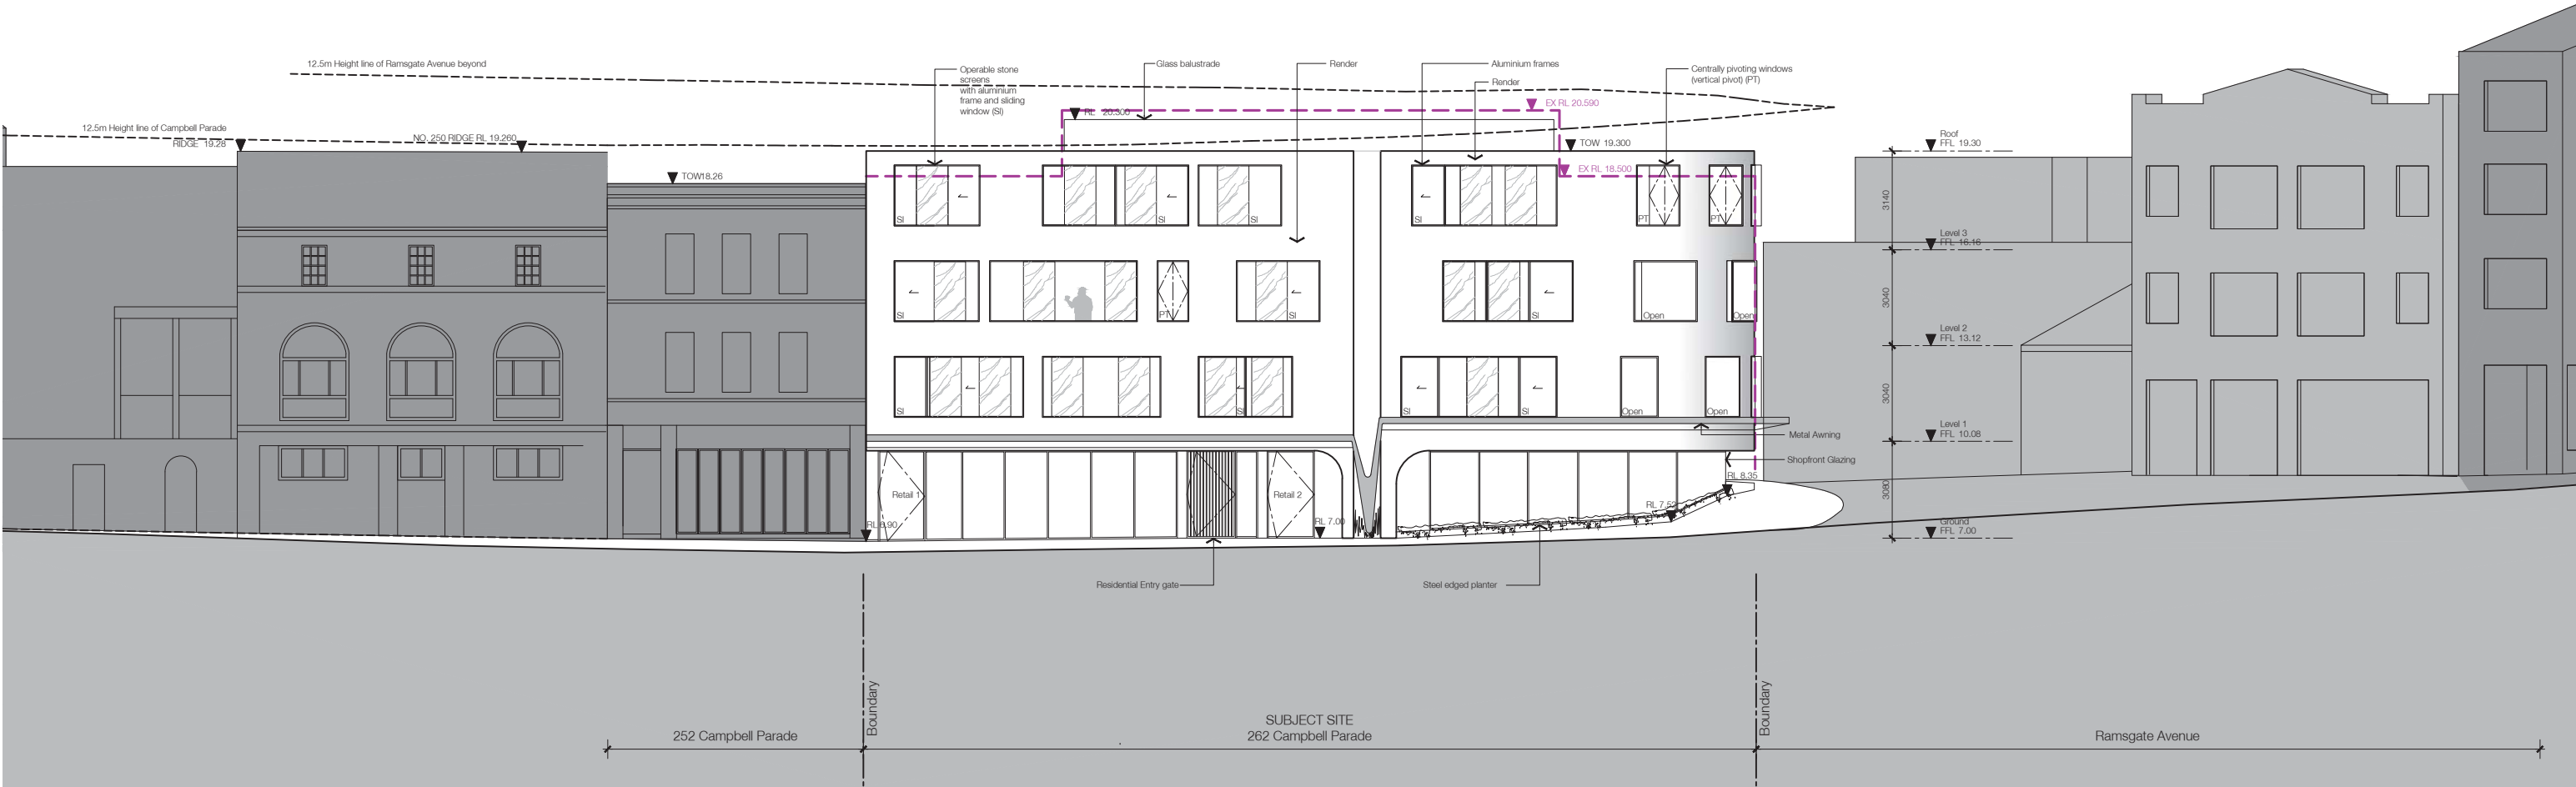 12.5m Height line of Ramsgate Avenue beyond
Operable stone
screens
with aluminium
frame and sliding
window (SI)
Glass balustrade
Render
Aluminium frames
Render
Centrally pivoting windows
(vertical pivot) (PT)
EX RL 20.590
RL 20.300
12.5m Height line of Campbell Parade
RIDGE 19.28
NO. 250 RIDGE RL 19.260
TOW 19.300
TOW18.26
EX RL 18.500
Roof
FFL 19.30
3140
SI
SI
SI
SI
PT
PT
Level 3
FFL 16.16
3040
SI
PT
SI
SI
Open
Open
Level 2
FFL 13.12
3040
SI
SI
SI
SI
Open
Open
Level 1
FFL 10.08
Metal Awning
Shopfront Glazing
RL 8.35
3080
Retail 1
Retail 2
RL 6.90
RL 7.00
RL 7.52
Ground
FFL 7.00
Residential Entry gate
Steel edged planter
Boundary
Boundary
252 Campbell Parade
SUBJECT SITE
262 Campbell Parade
Ramsgate Avenue